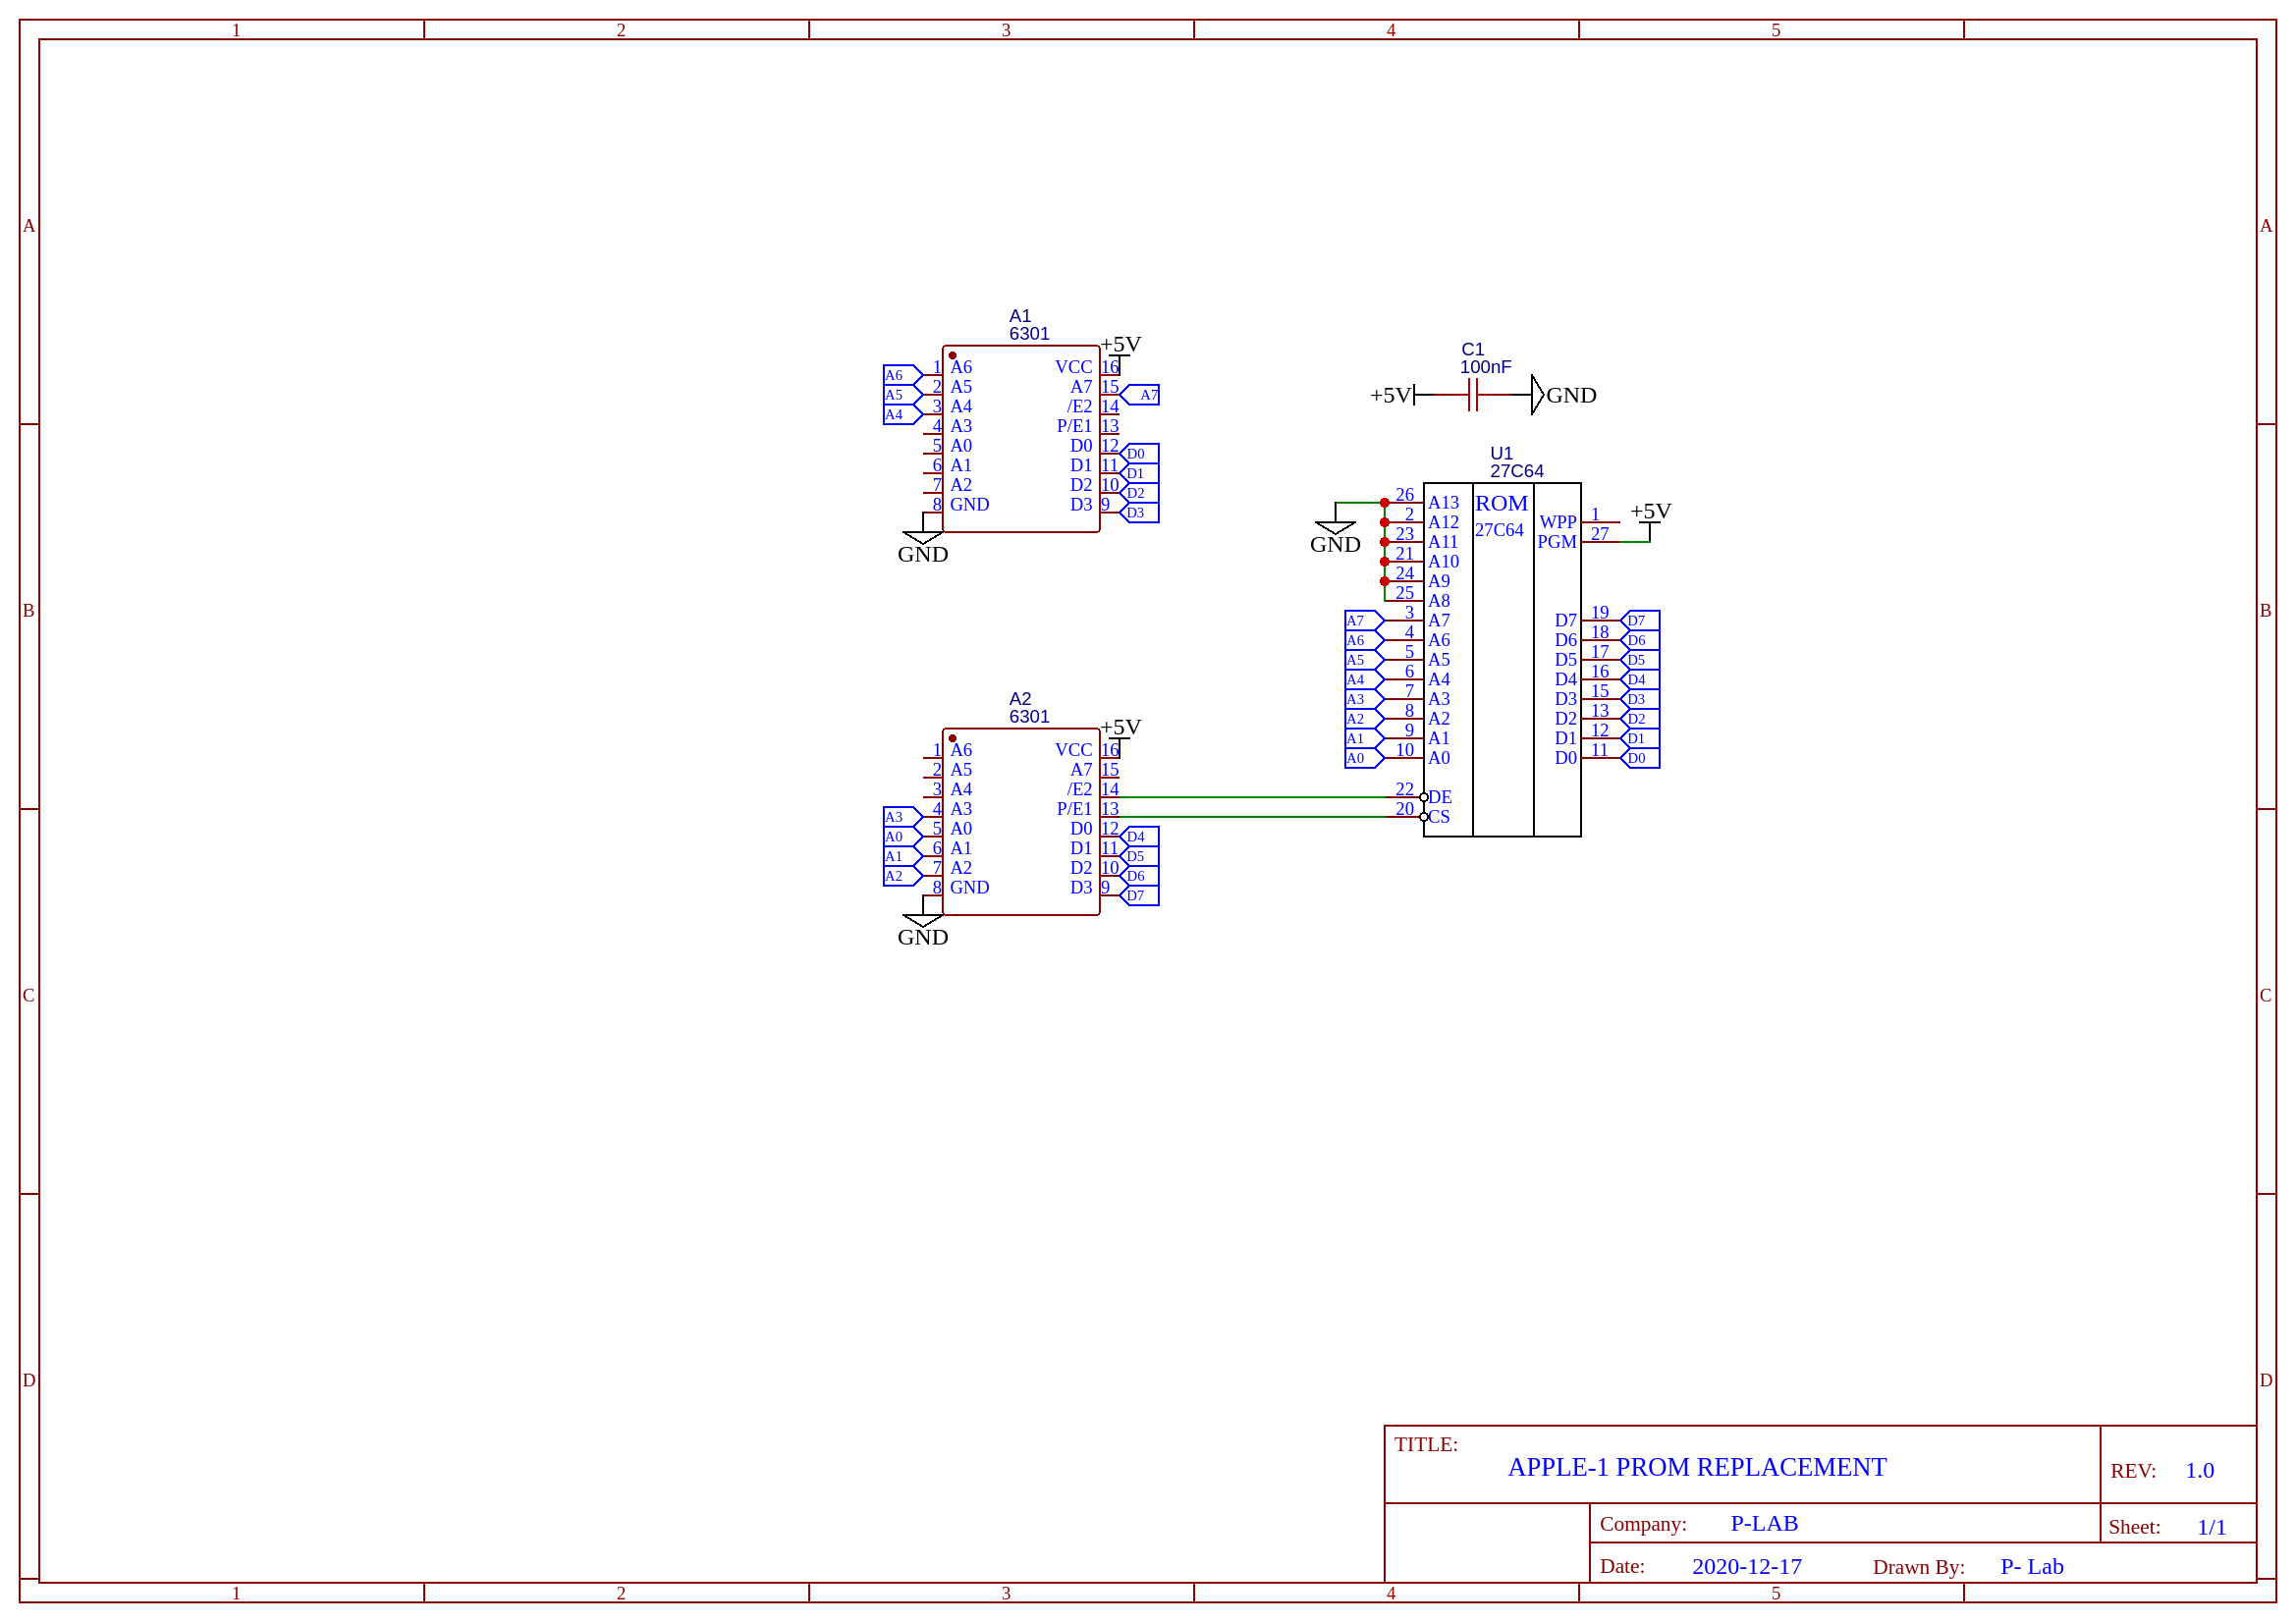 1 2 3 4 5
A A
B B
C C
D D
A1
6301
+5V
A6 1 A6 VCC 16
A5 2 A5 A7 15 A7
A4 3 A4 /E2 14
4 A3 P/E1 13
5 A0 D0 12 D0
6 A1 D1 11 D1
7 A2 D2 10 D2
8 GND D3 9 D3
GND
C1
100nF
+5V GND
U1
27C64
ROM
27C64
26 A13
2 A12
23 A11
21 A10
24 A9
25 A8
GND
WPP 1
PGM 27
+5V
A7 3 A7 D7 19 D7
A6 4 A6 D6 18 D6
A5 5 A5 D5 17 D5
A4 6 A4 D4 16 D4
A3 7 A3 D3 15 D3
A2 8 A2 D2 13 D2
A1 9 A1 D1 12 D1
A0 10 A0 D0 11 D0
22 DE
20 CS
A2
6301
+5V
1 A6 VCC 16
2 A5 A7 15
3 A4 /E2 14
A3 4 A3 P/E1 13
A0 5 A0 D0 12 D4
A1 6 A1 D1 11 D5
A2 7 A2 D2 10 D6
8 GND D3 9 D7
GND
TITLE:
APPLE-1 PROM REPLACEMENT
REV: 1.0
Company: P-LAB
Sheet: 1/1
Date: 2020-12-17 Drawn By: P- Lab
1 2 3 4 5